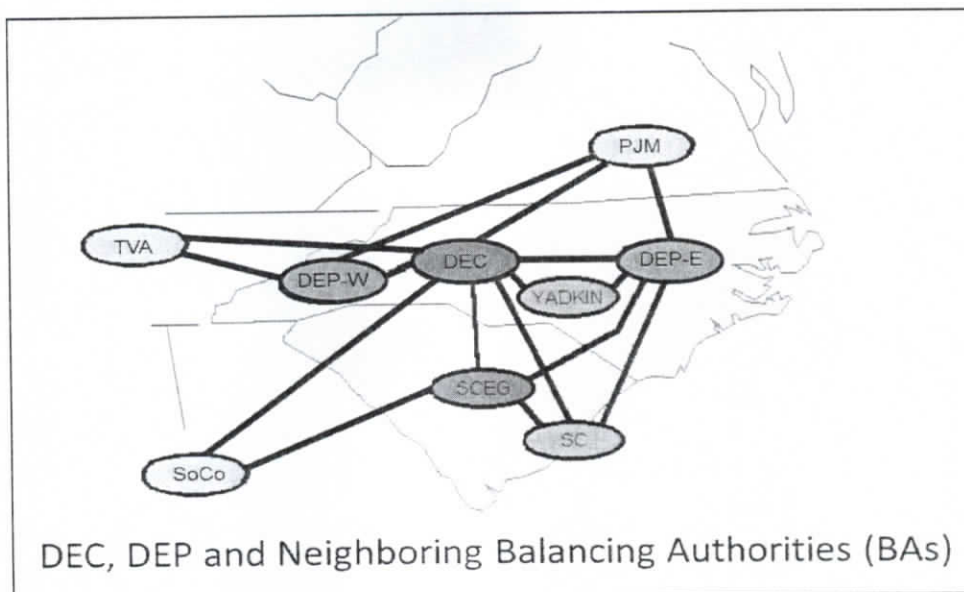 PJM
TVA
DEP-W
DEC
DEP-E
YADKIN
SCEG
SC
SoCo
DEC, DEP and Neighboring Balancing Authorities (BAs)